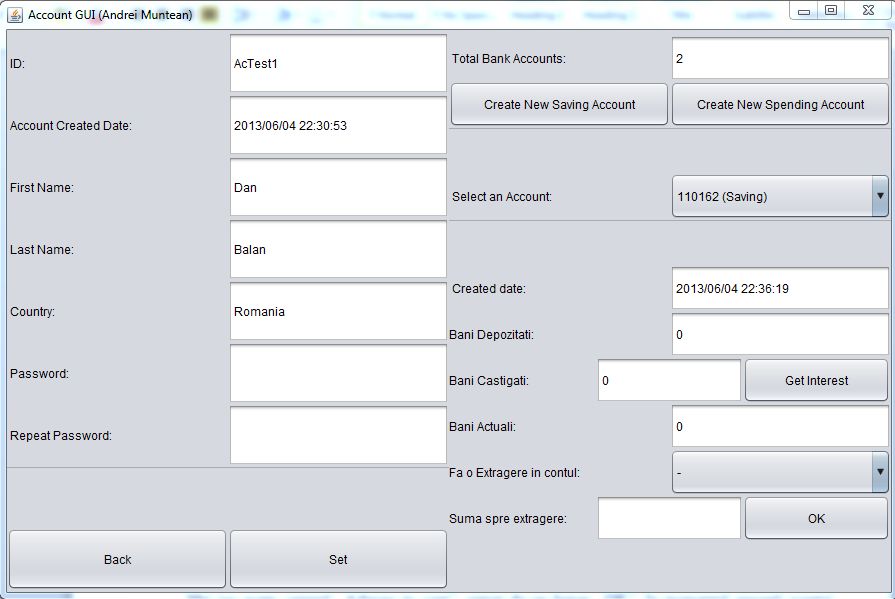 Account GUI (Andrei Muntean)
ID:
AcTest1
Account Created Date:
2013/06/04 22:30:53
First Name:
Dan
Last Name:
Balan
Country:
Romania
Password:
Repeat Password:
Back
Set
Total Bank Accounts:
2
Create New Saving Account
Create New Spending Account
Select an Account:
110162 (Saving)
Created date:
2013/06/04 22:36:19
Bani Depozitati:
0
Bani Castigati:
0
Get Interest
Bani Actuali:
0
Fa o Extragere in contul:
-
Suma spre extragere:
OK